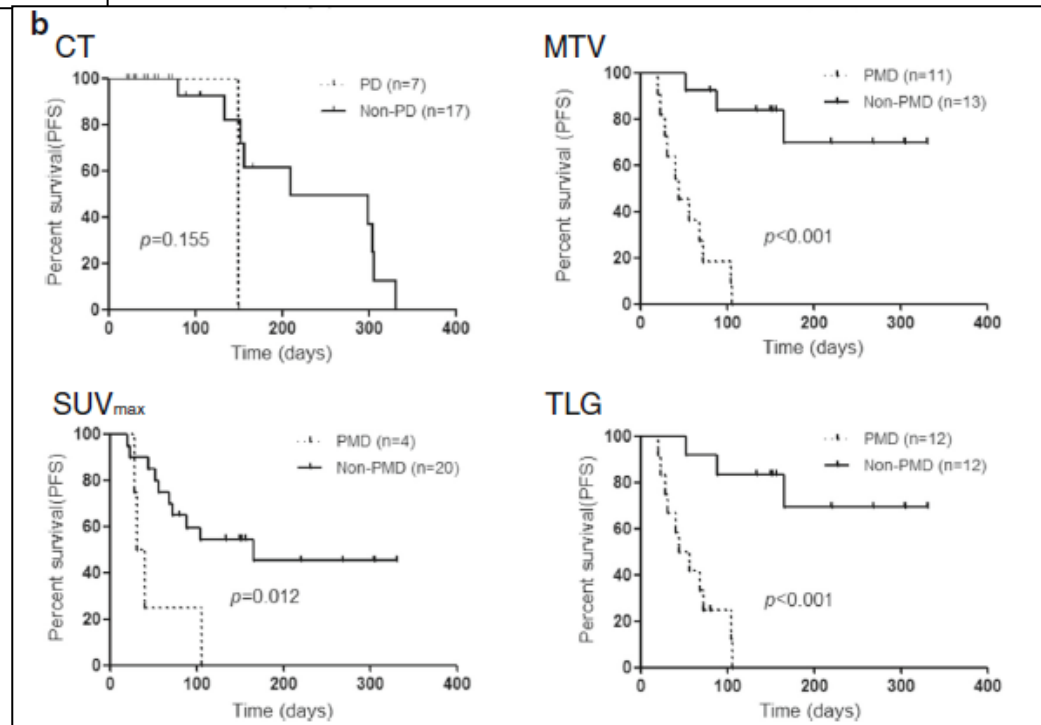 b
CT
Percent survival(PFS)
100
80
60
40
20
0
PD (n=7)
Non-PD (n=17)
p=0.155
0 100 200 300 400
Time (days)
MTV
Percent survival (PFS)
100
80
60
40
20
0
PMD (n=11)
Non-PMD (n=13)
p<0.001
0 100 200 300 400
Time (days)
SUVmax
Percent survival(PFS)
100
80
60
40
20
0
PMD (n=4)
Non-PMD (n=20)
p=0.012
0 100 200 300 400
Time (days)
TLG
Percent survival(PFS)
100
80
60
40
20
0
PMD (n=12)
Non-PMD (n=12)
p<0.001
0 100 200 300 400
Time (days)